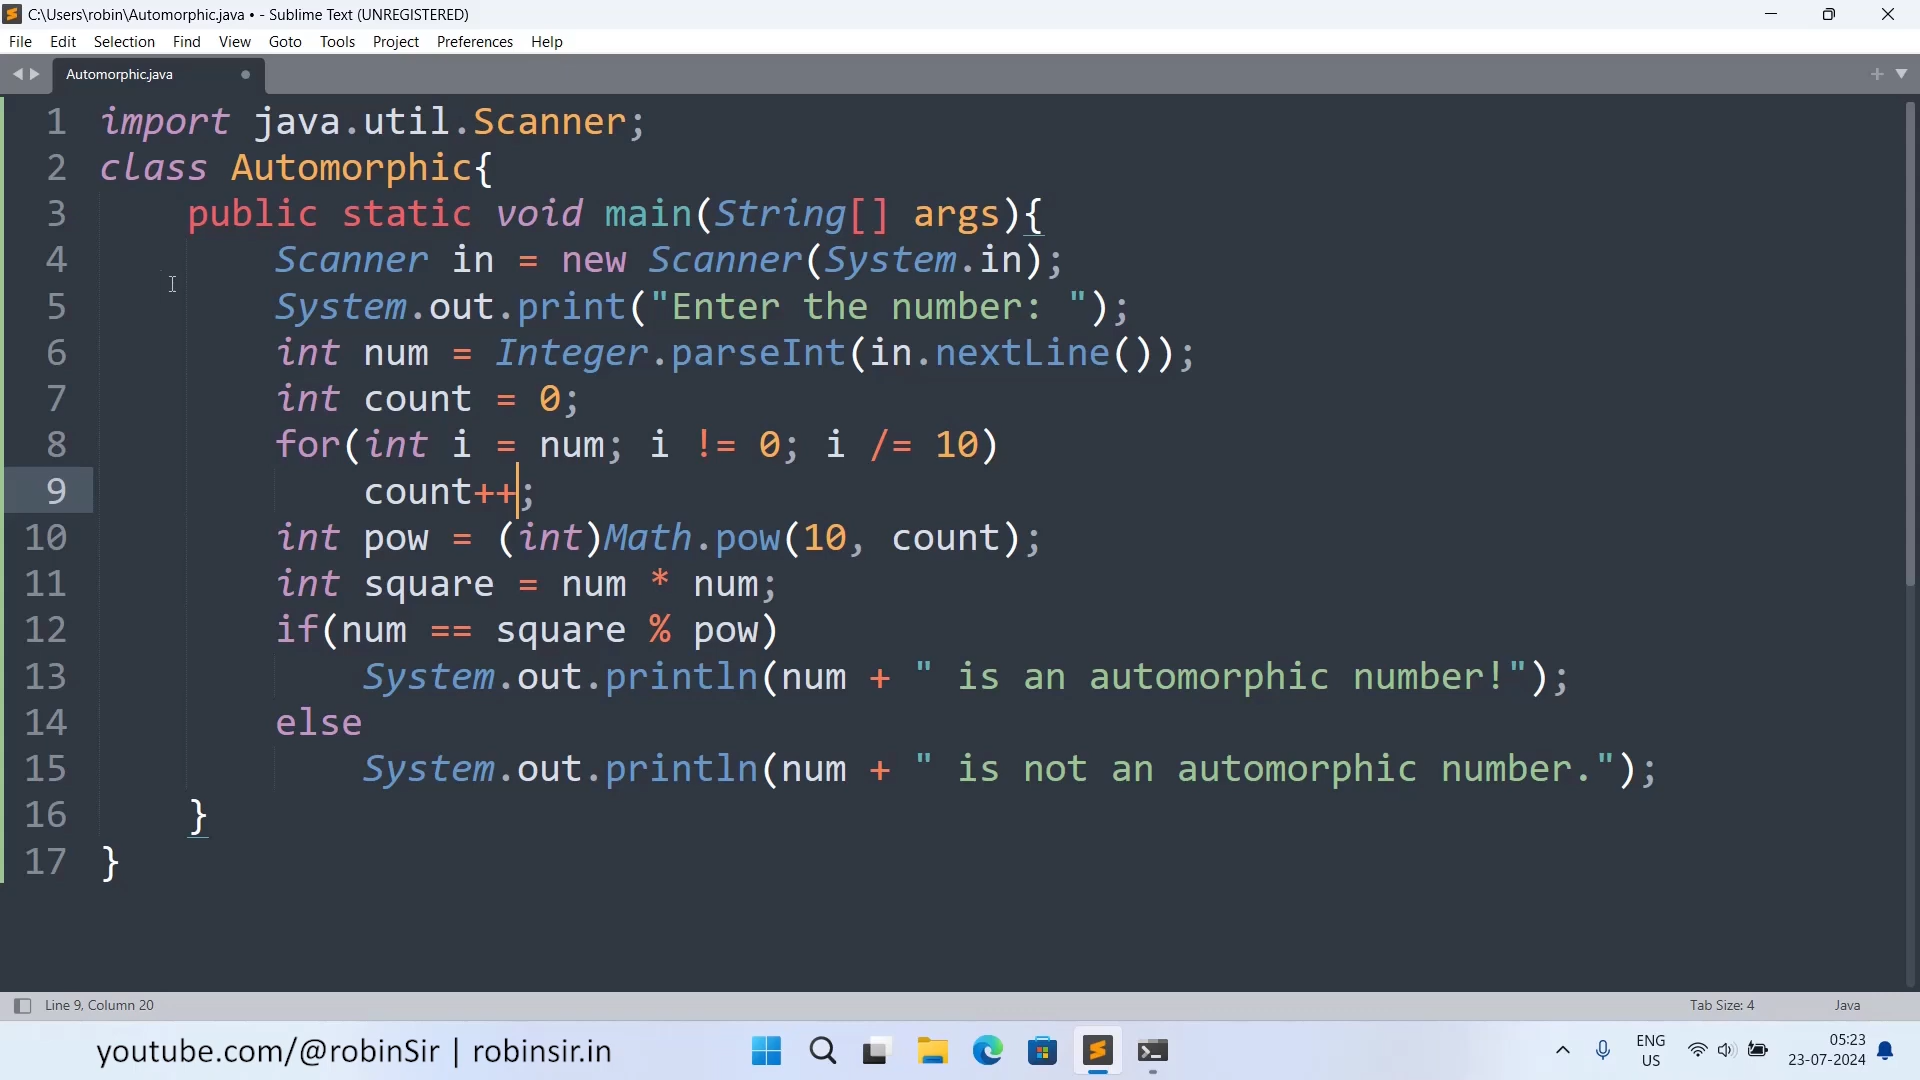 C:\Users\robin\Automorphic.java • - Sublime Text (UNREGISTERED)
File Edit Selection Find View Goto Tools Project Preferences Help
Automorphic.java
1 import java.util.Scanner;
2 class Automorphic{
3 public static void main(String[] args){
4 Scanner in = new Scanner(System.in);
5 System.out.print("Enter the number: ");
6 int num = Integer.parseInt(in.nextLine());
7 int count = 0;
8 for(int i = num; i != 0; i /= 10)
9 count++;
10 int pow = (int)Math.pow(10, count);
11 int square = num * num;
12 if(num == square % pow)
13 System.out.println(num + " is an automorphic number!");
14 else
15 System.out.println(num + " is not an automorphic number.");
16 }
17 }
Line 9, Column 20 Tab Size: 4 Java
youtube.com/@robinSir | robinsir.in
ENG
US
05:23
23-07-2024